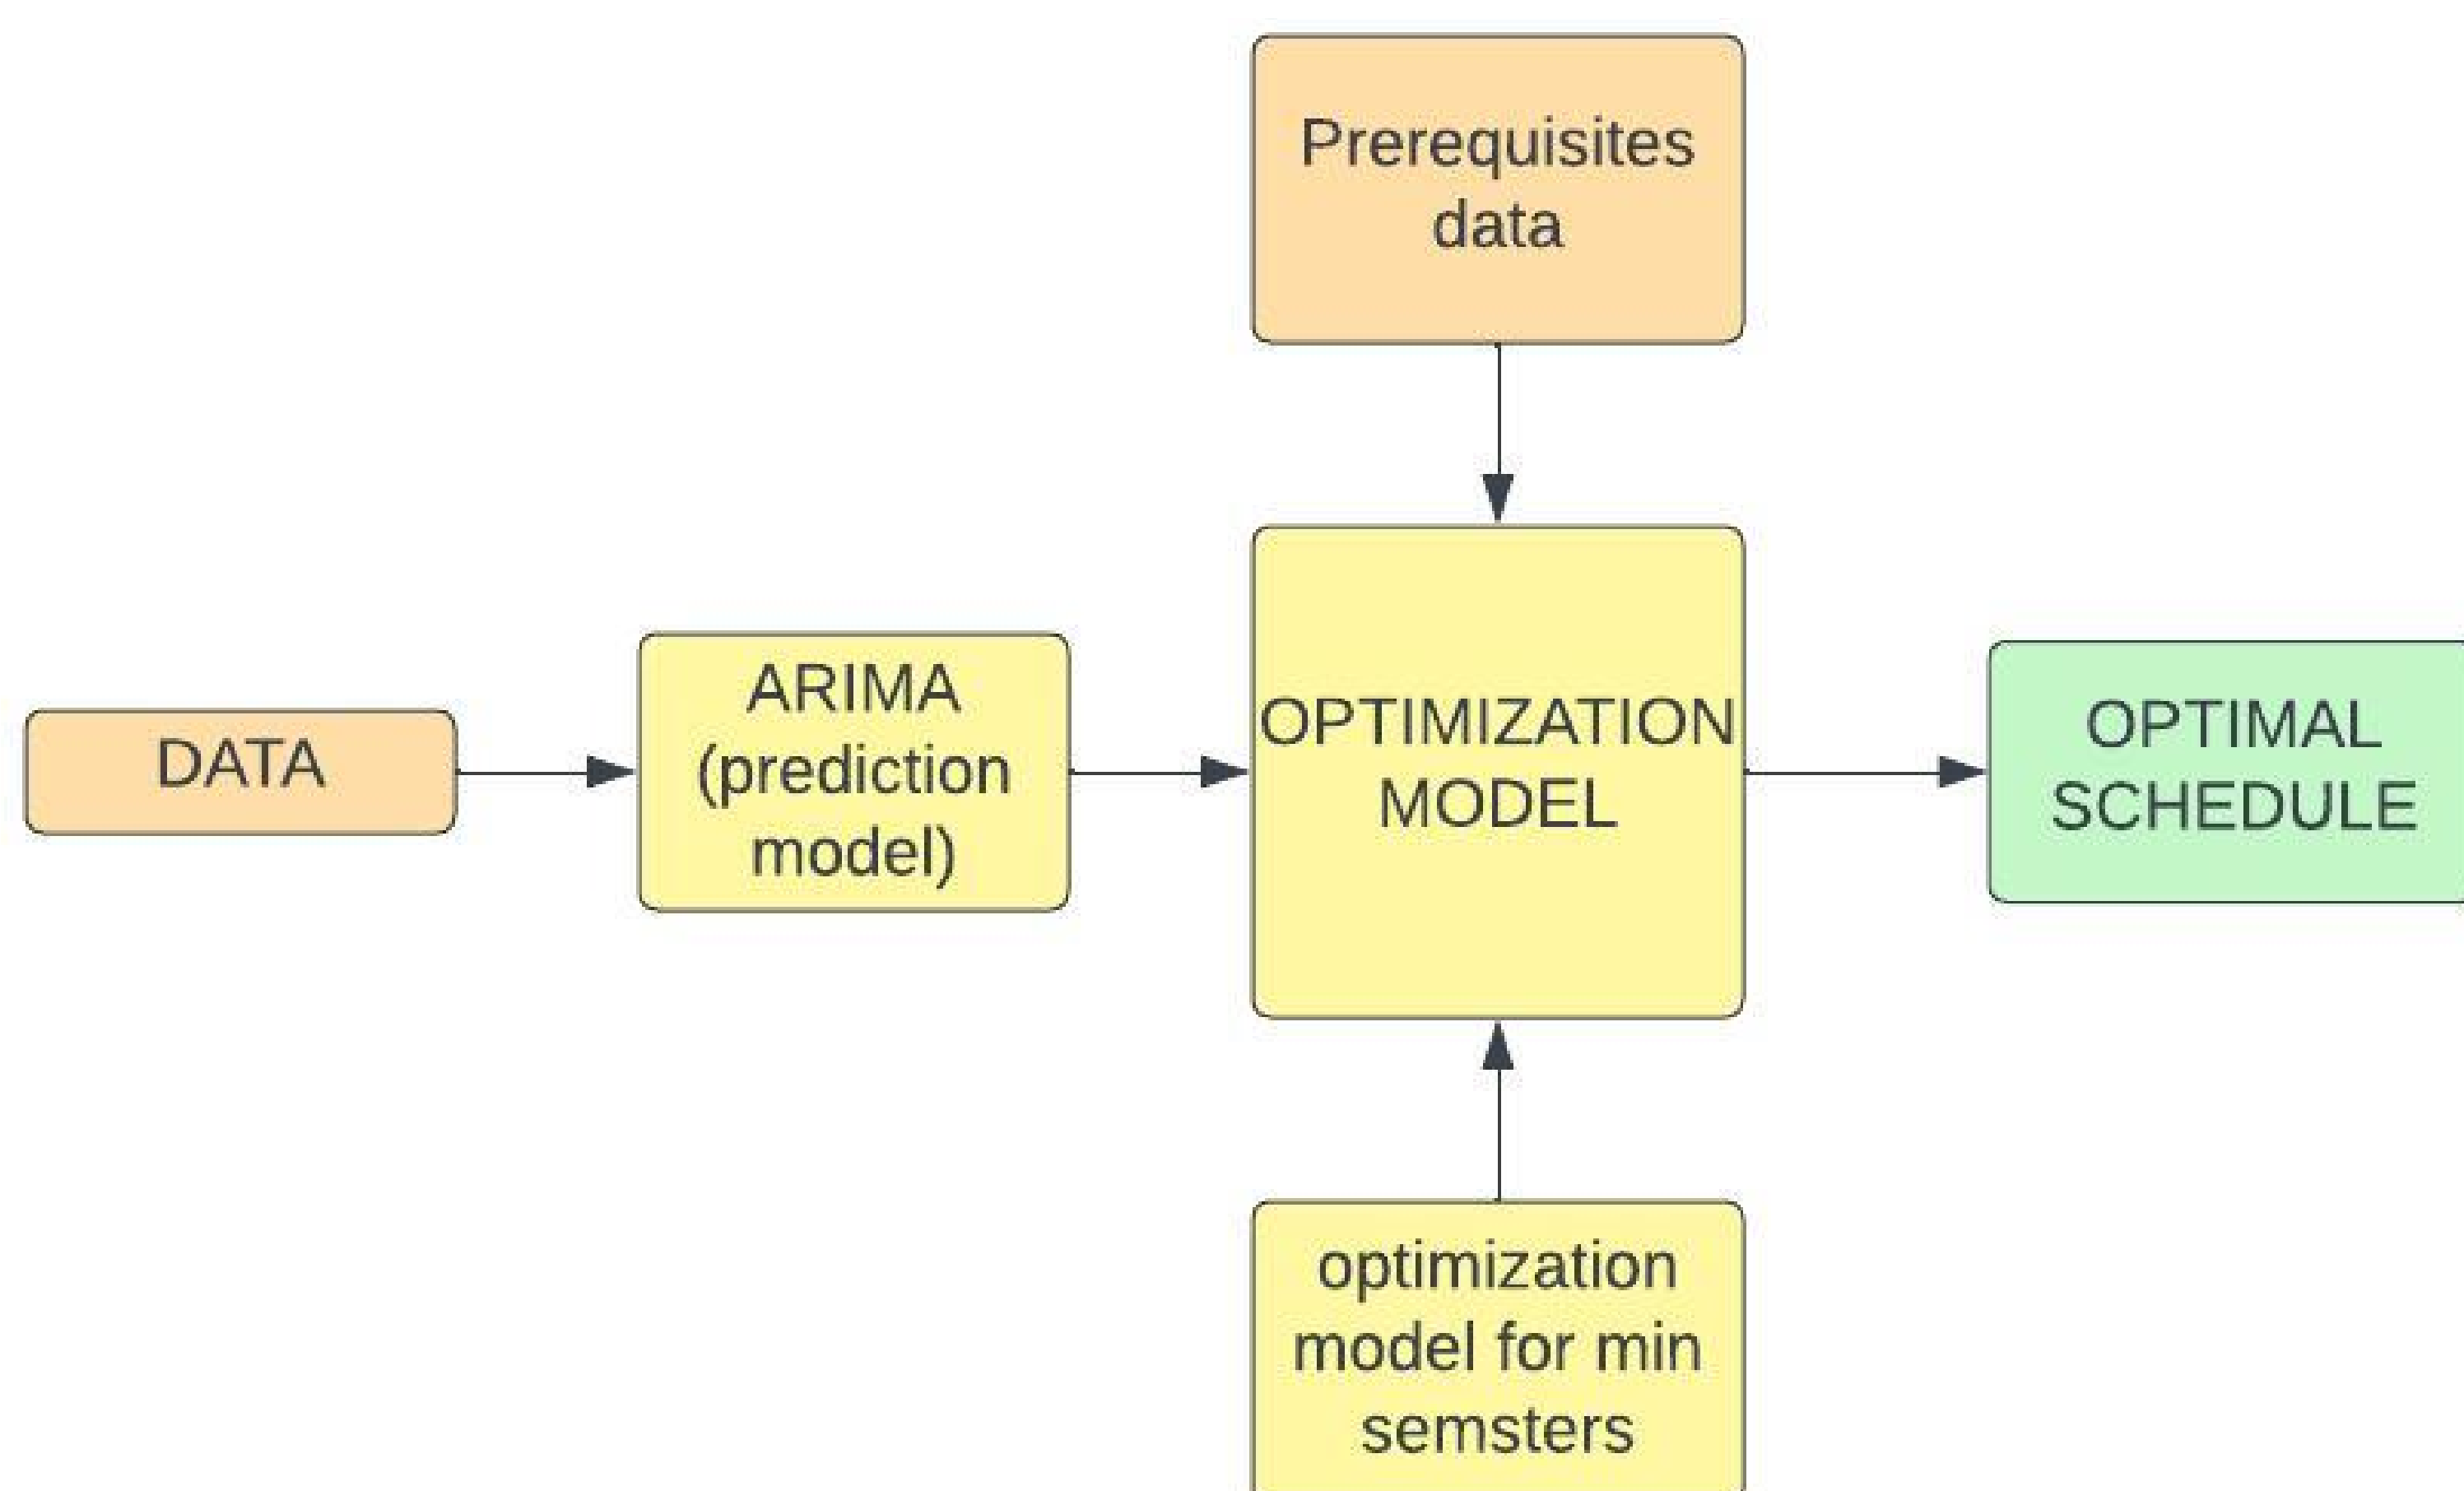 Prerequisites
data
DATA
ARIMA
(prediction
model)
OPTIMIZATION
MODEL
OPTIMAL
SCHEDULE
optimization
model for min
semsters